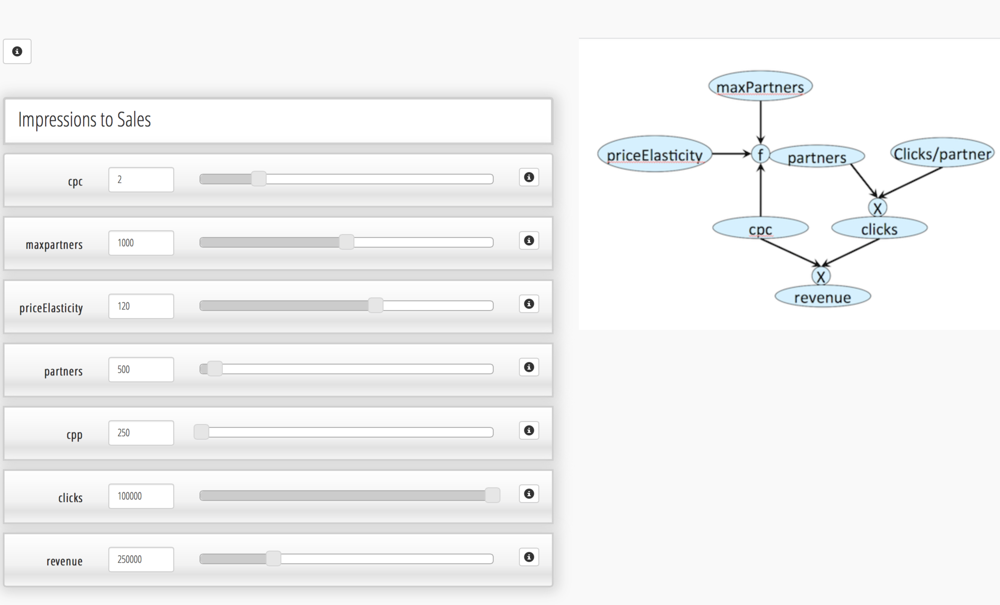 Impressions to Sales
cpc 2
maxpartners 1000
priceElasticity 120
partners 500
cpp 250
clicks 100000
revenue 250000
maxPartners
priceElasticity f partners Clicks/partner
X
cpc clicks
X
revenue